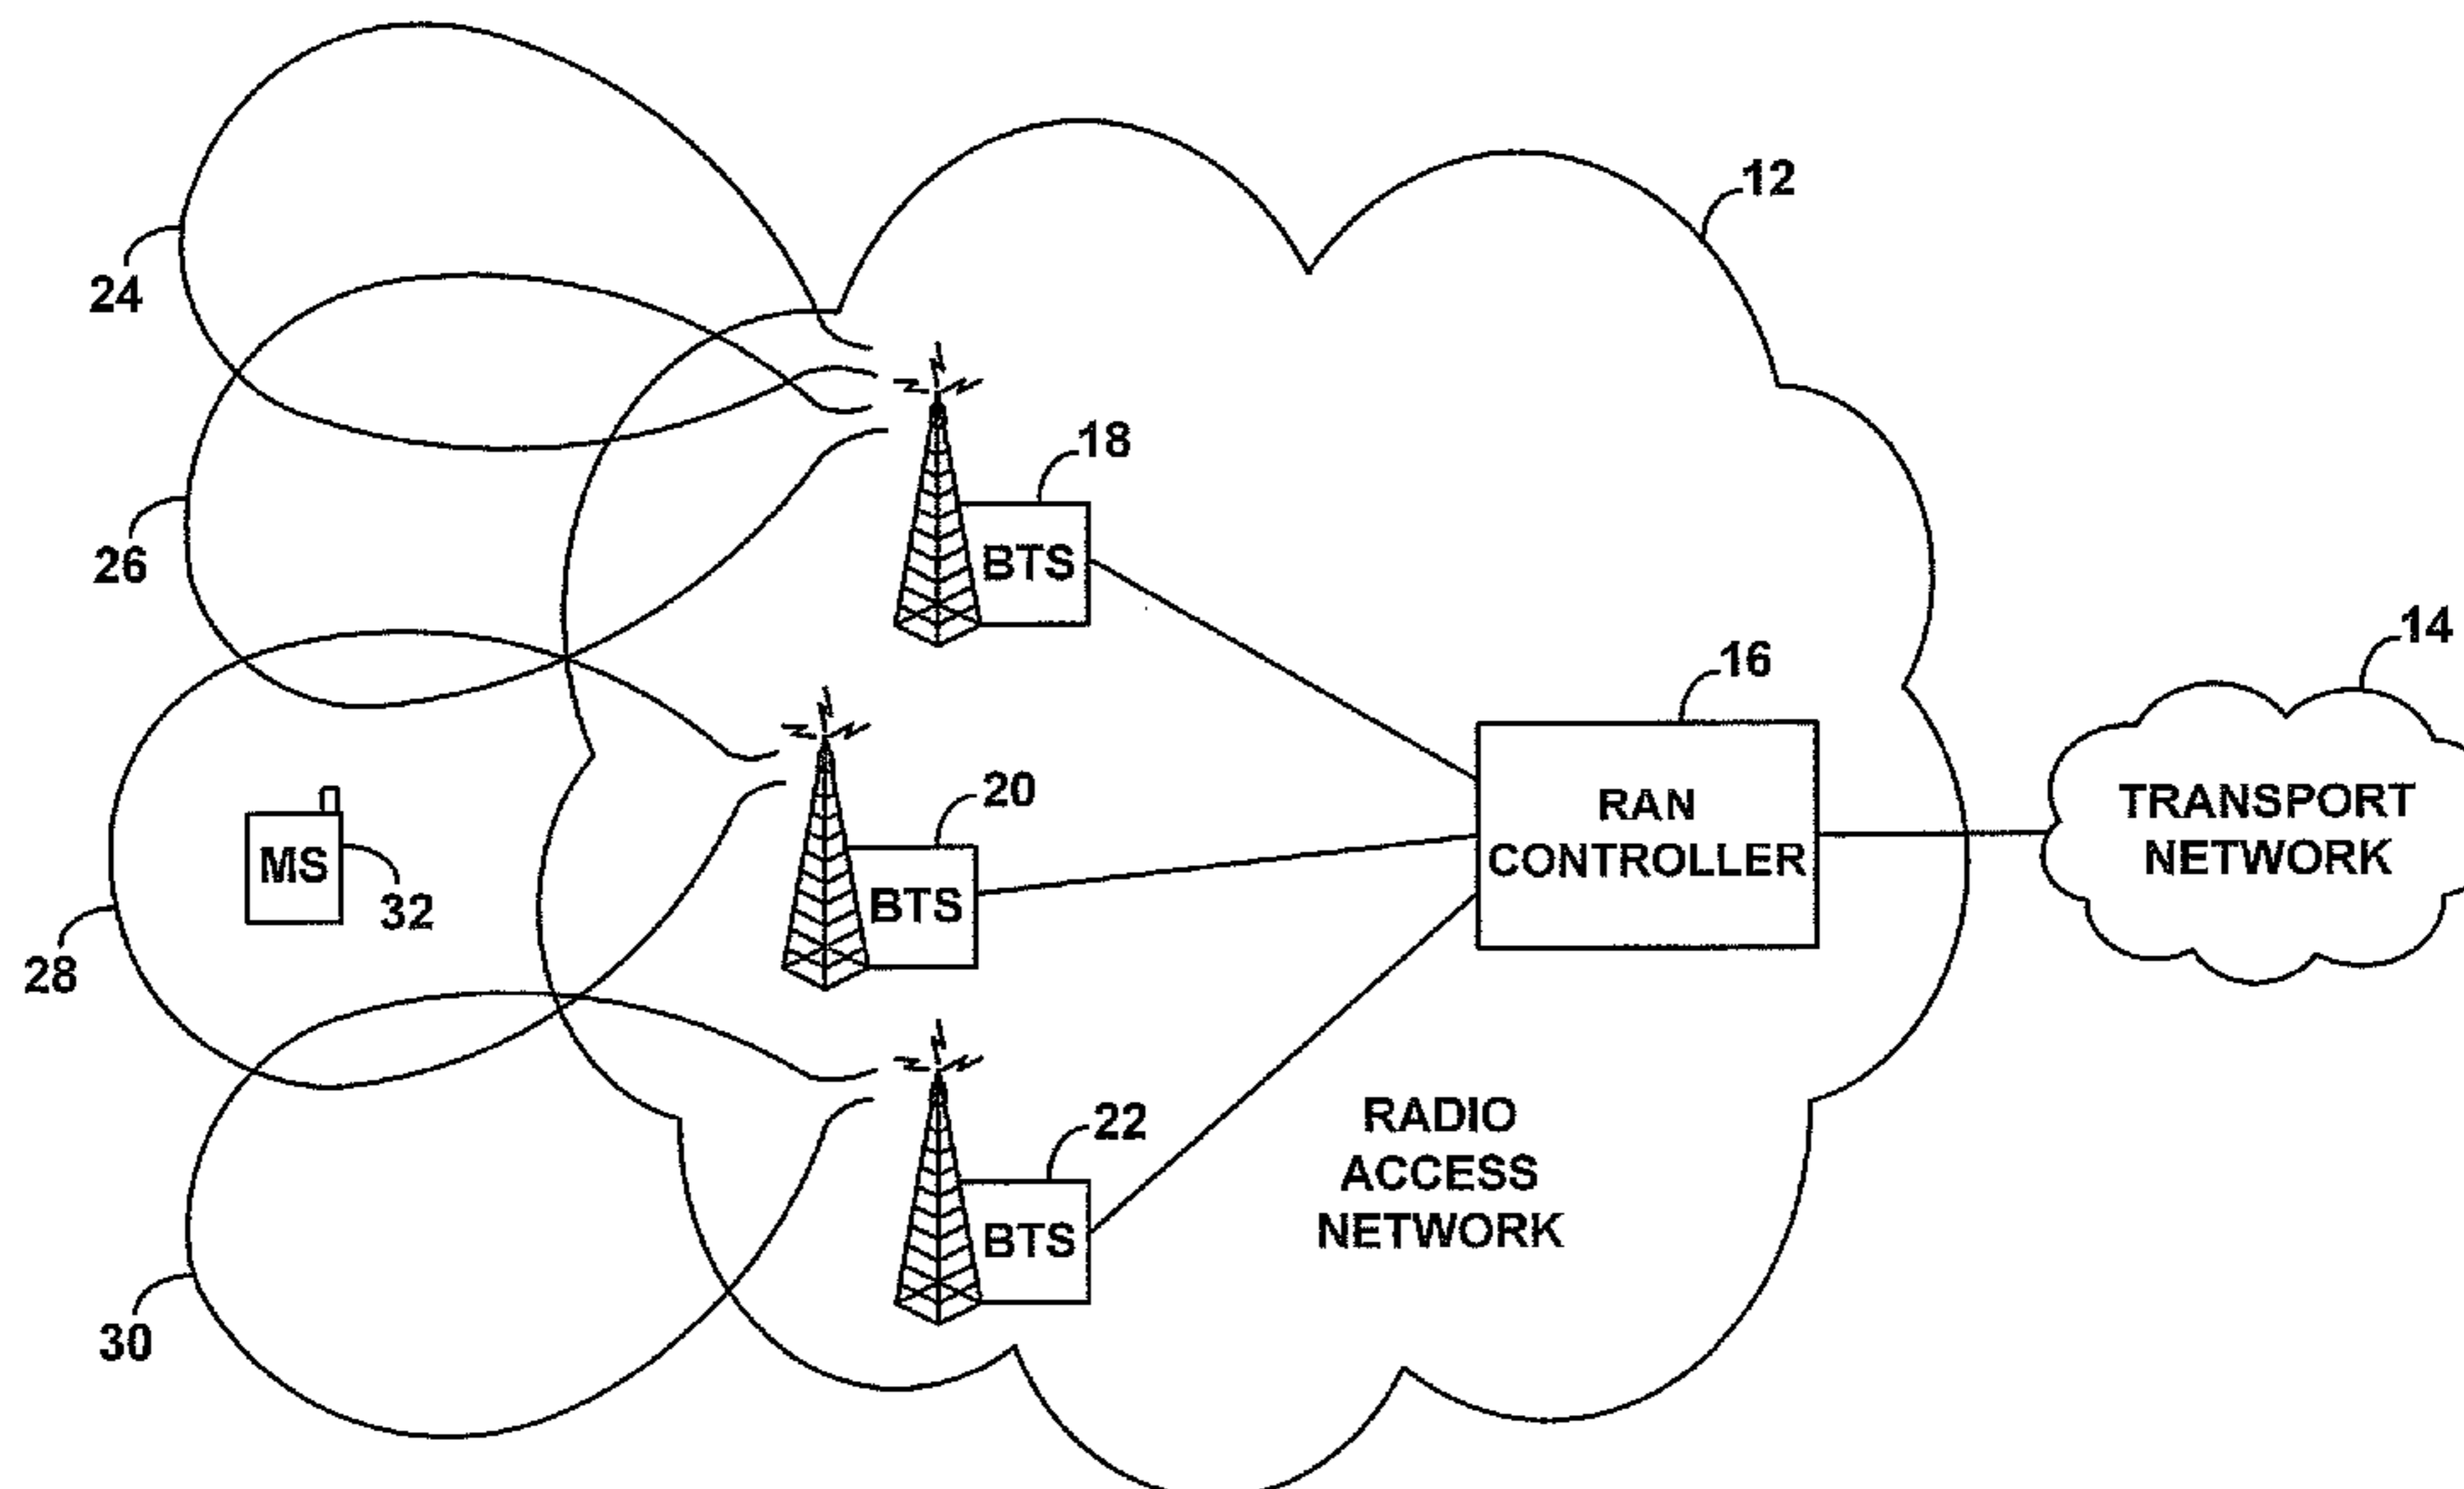 12
24
18
26
BTS
14
16
20
RAN
CONTROLLER
TRANSPORT
NETWORK
MS
32
BTS
28
22
RADIO
ACCESS
NETWORK
BTS
30